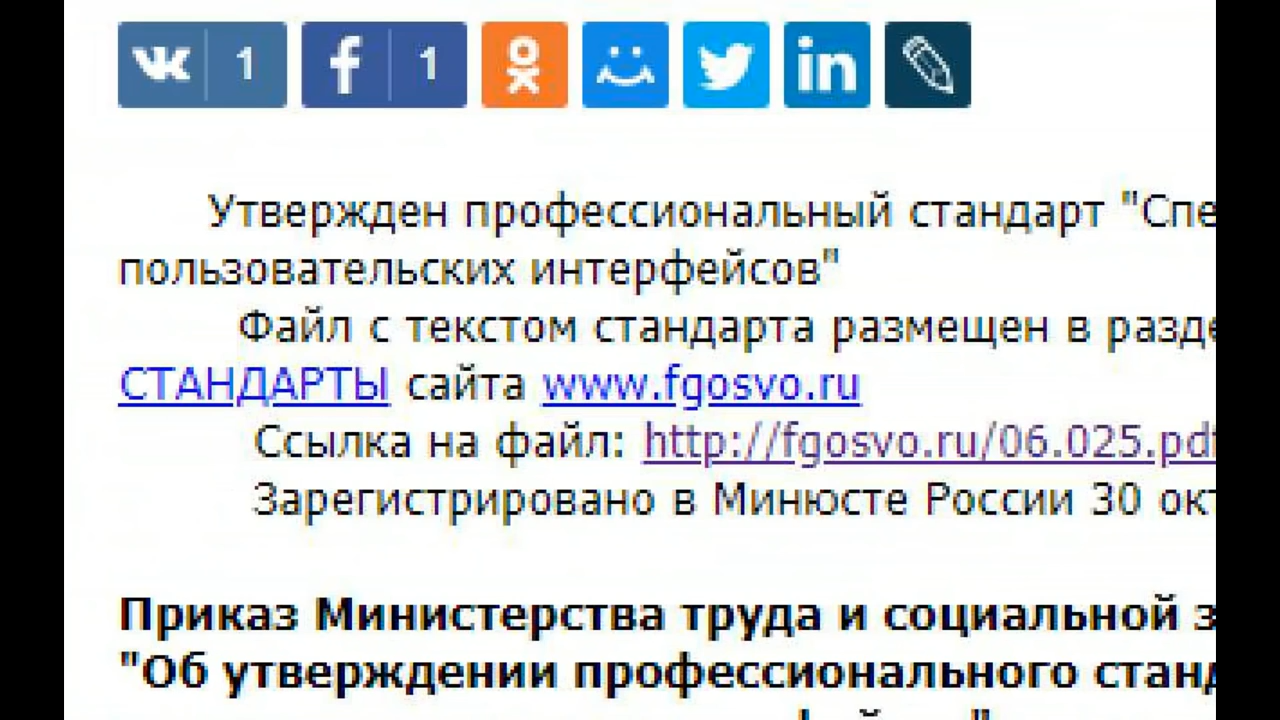 1 1 in
Утвержден профессиональный стандарт "Спе
пользовательских интерфейсов"
Файл с текстом стандарта размещен в разде
СТАНДАРТЫ сайта www.fgosvo.ru
Ссылка на файл: http://fgosvo.ru/06.025.pdf
Зарегистрировано в Минюсте России 30 окт
Приказ Министерства труда и социальной з
"Об утверждении профессионального станд